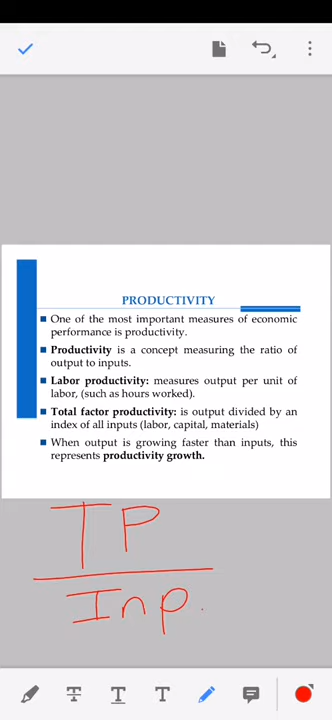 PRODUCTIVITY
One of the most important measures of economic
performance is productivity.
Productivity is a concept measuring the ratio of
output to inputs.
Labor productivity: measures output per unit of
labor, (such as hours worked).
Total factor productivity: is output divided by an
index of all inputs (labor, capital, materials)
When output is growing faster than inputs, this
represents productivity growth.
TP
Inp.
T T T